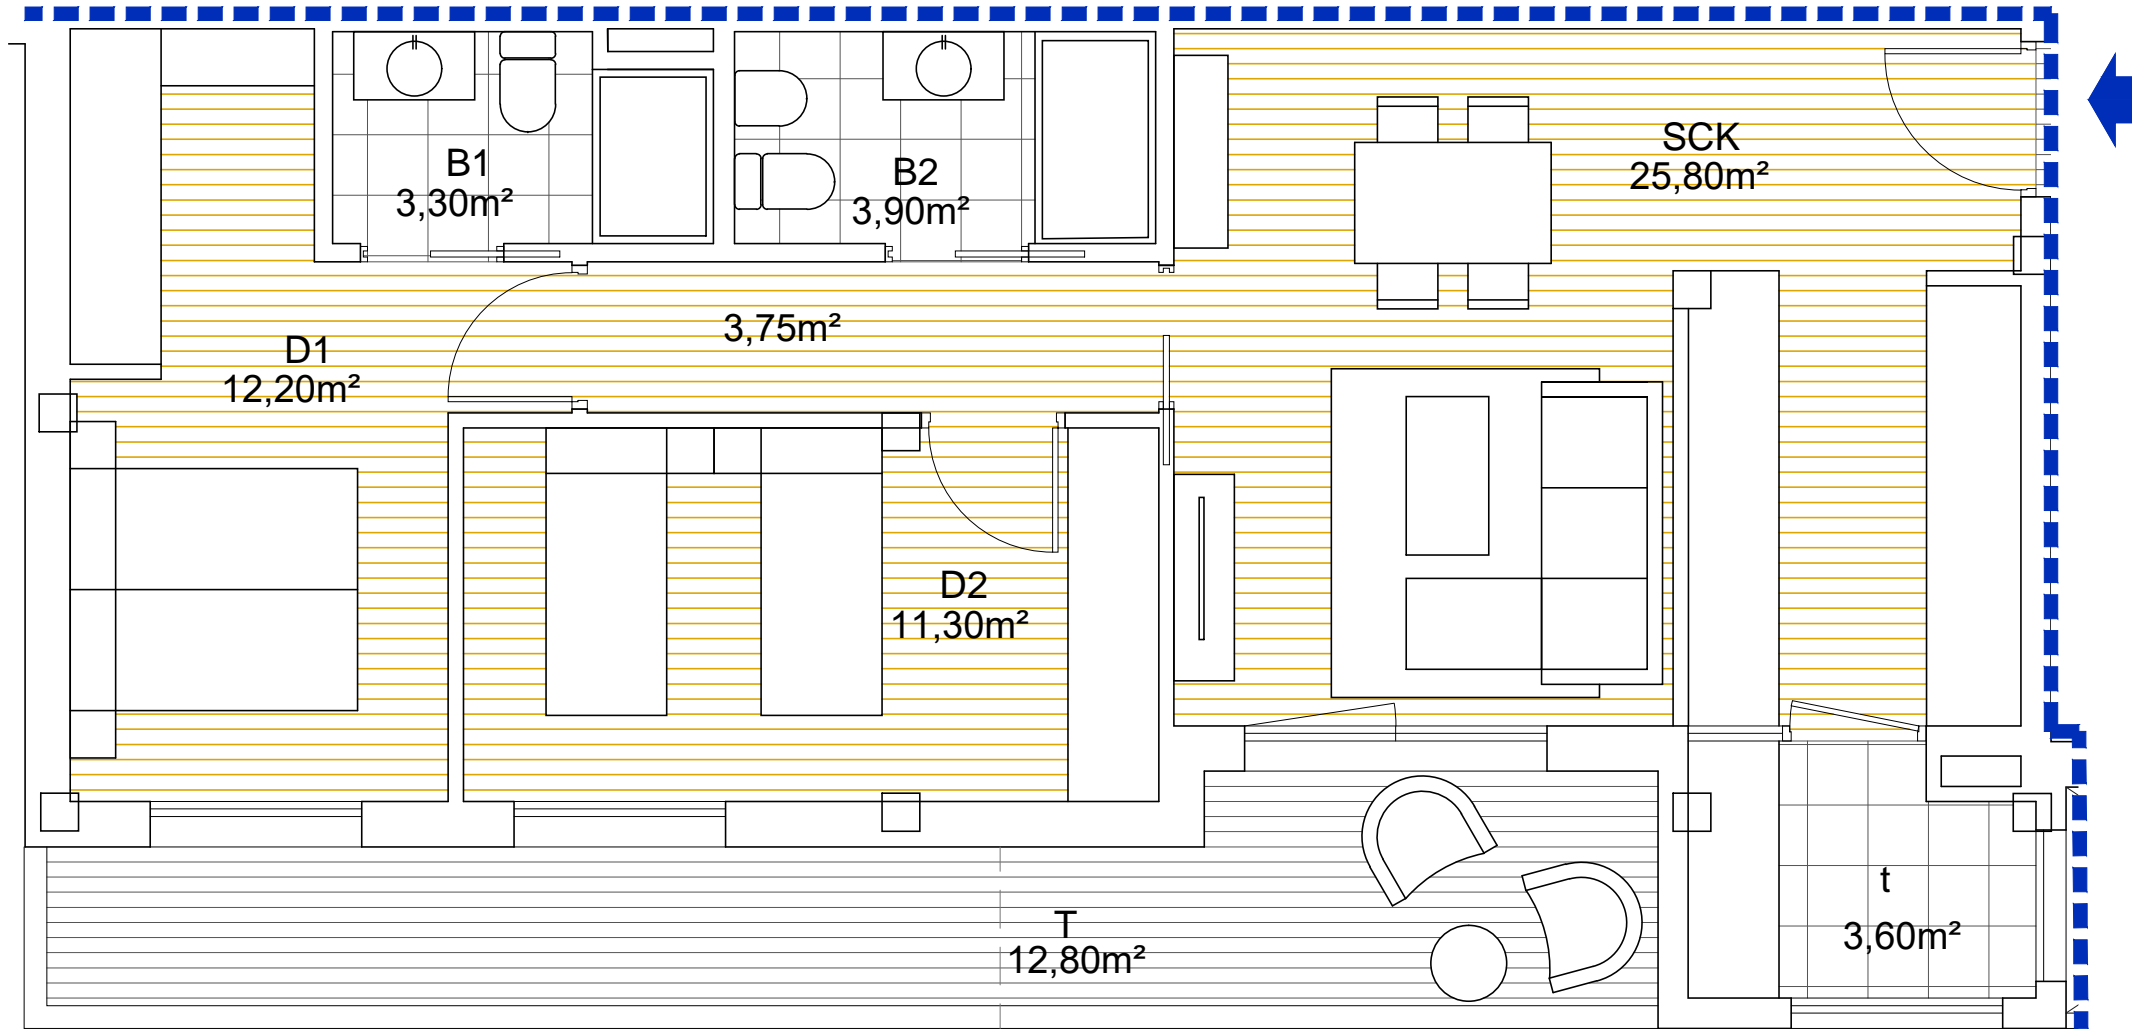 SCK
25,80m²
B1
3,30m²
B2
3,90m²
3,75m²
D1
12,20m²
D2
11,30m²
t
3,60m²
T
12,80m²